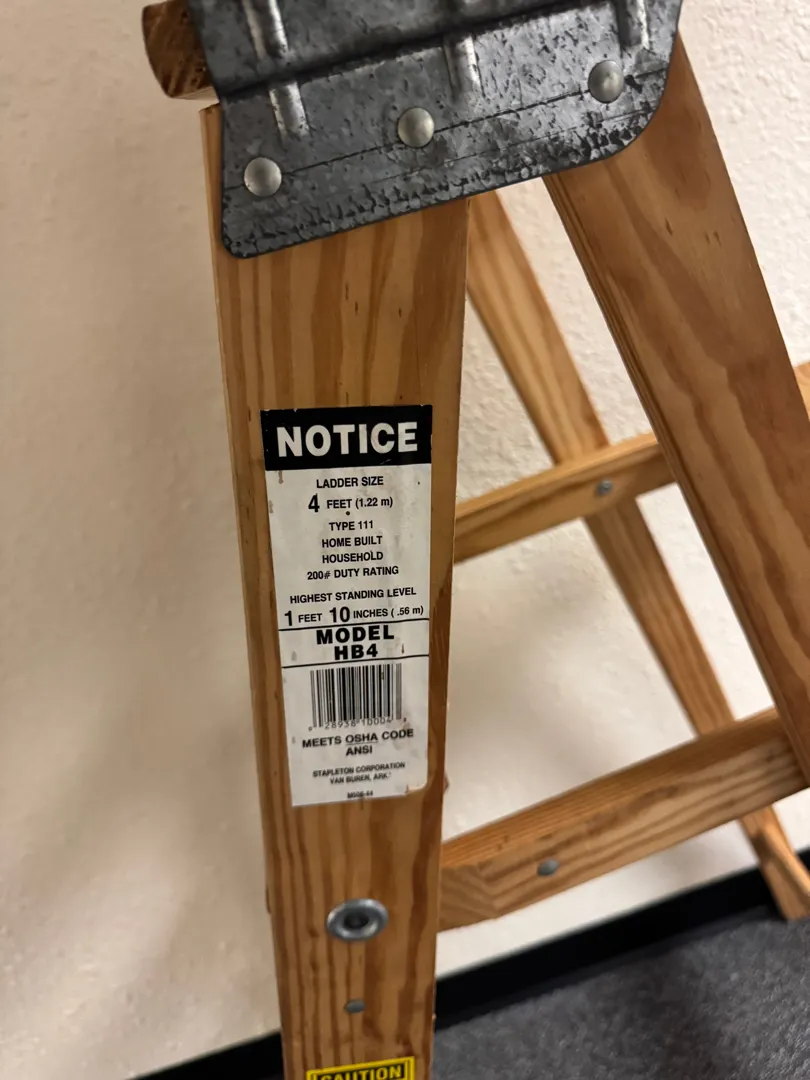 NOTICE
LADDER SIZE
4 FEET (1.22 m)
TYPE 111
HOME BUILT
HOUSEHOLD
200# DUTY RATING
HIGHEST STANDING LEVEL
1 FEET 10 INCHES ( .56 m)
MODEL
HB4
MEETS OSHA CODE
ANSI
STAPLETON CORPORATION
VAN BUREN, ARK.
CAUTION